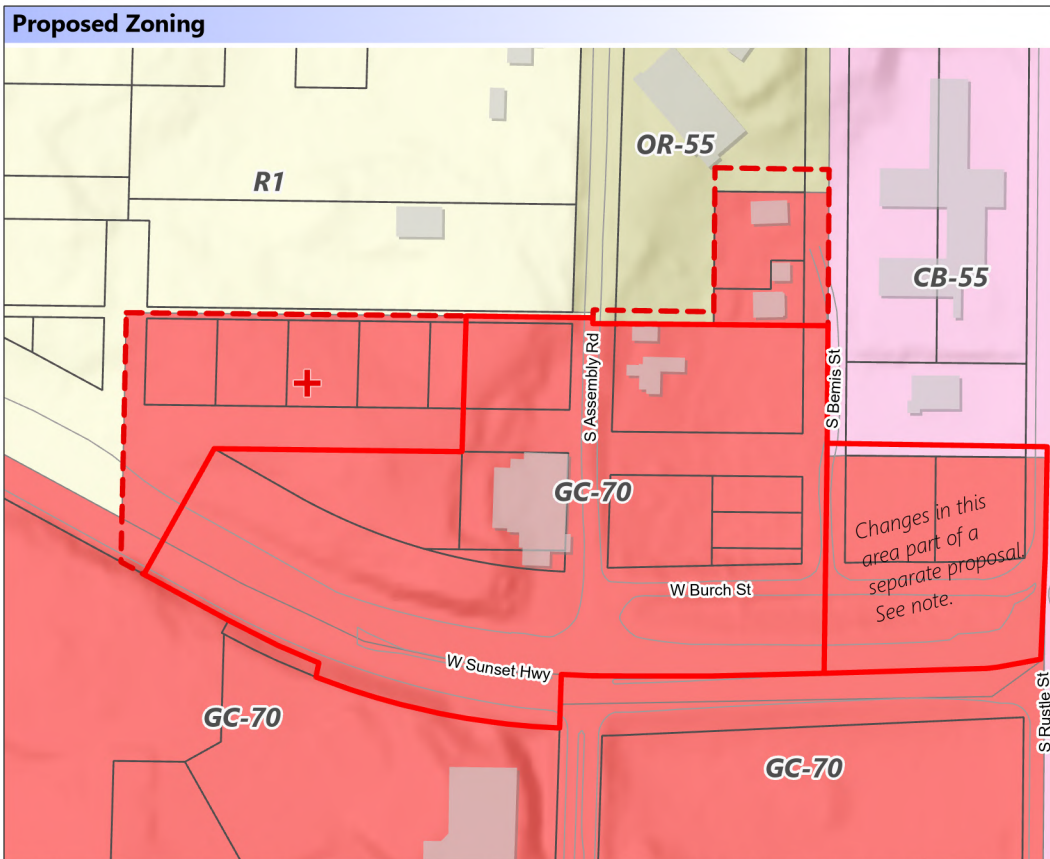 Proposed Zoning
OR-55
R1
CB-55
S Assembly Rd
S Bemis St
GC-70
Changes in this
area part of a
separate proposal.
See note.
W Burch St
W Sunset Hwy
GC-70
S Rustle St
GC-70